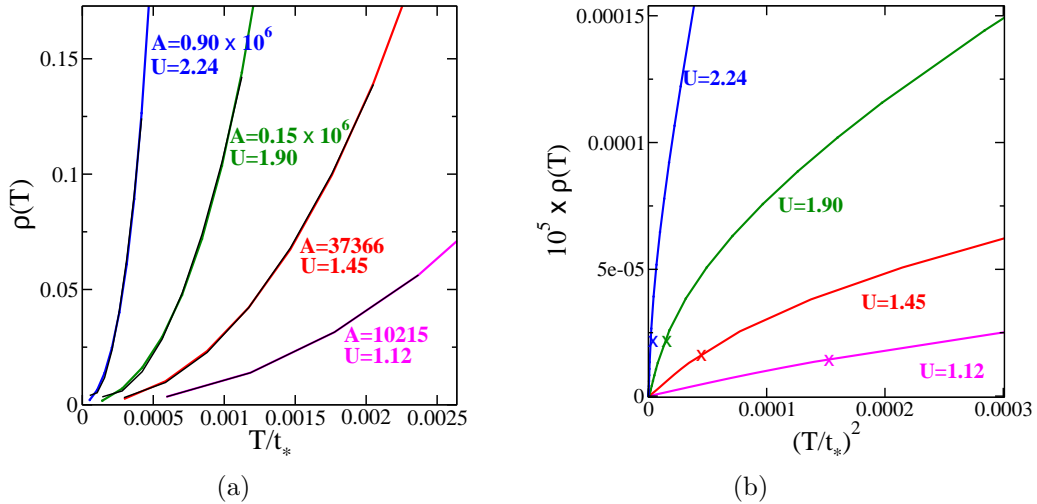 0.15
0.1
0.05
0
ρ(T)
A=0.90 x 10^6
U=2.24
A=0.15 x 10^6
U=1.90
A=37366
U=1.45
A=10215
U=1.12
0 0.0005 0.001 0.0015 0.002 0.0025
T/t_*
(a)
0.00015
0.0001
5e-05
0
10^5 x ρ(T)
U=2.24
U=1.90
U=1.45
U=1.12
x x x x
0 0.0001 0.0002 0.0003
(T/t_*)^2
(b)